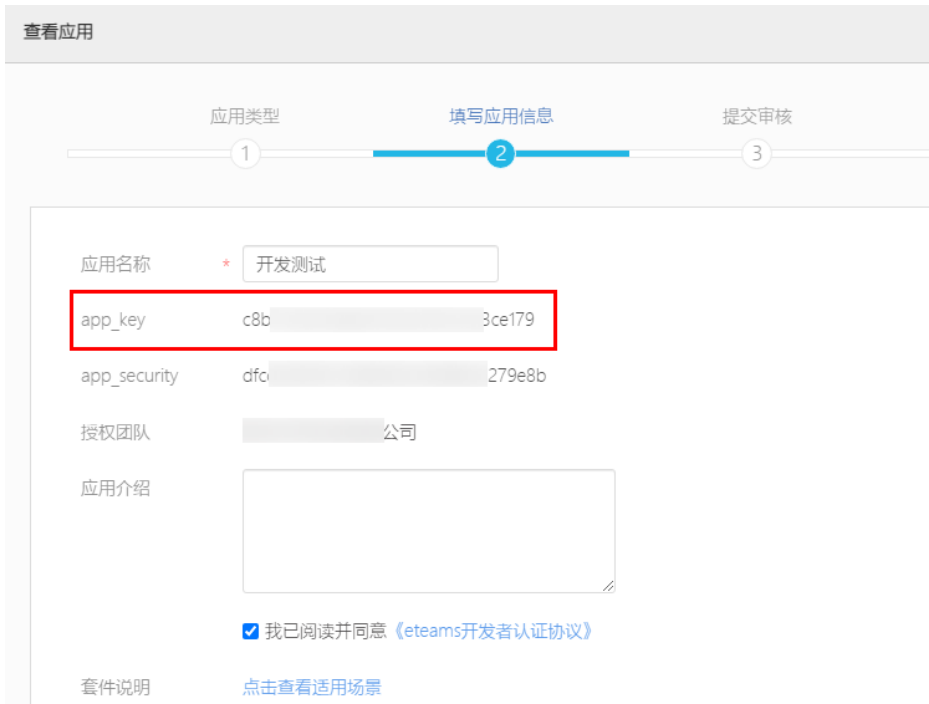 查看应用
应用类型 填写应用信息 提交审核
1 2 3
应用名称 * 开发测试
app_key c8b 3ce179
app_security dfc 279e8b
授权团队 公司
应用介绍
我已阅读并同意《eteams开发者认证协议》
套件说明 点击查看适用场景